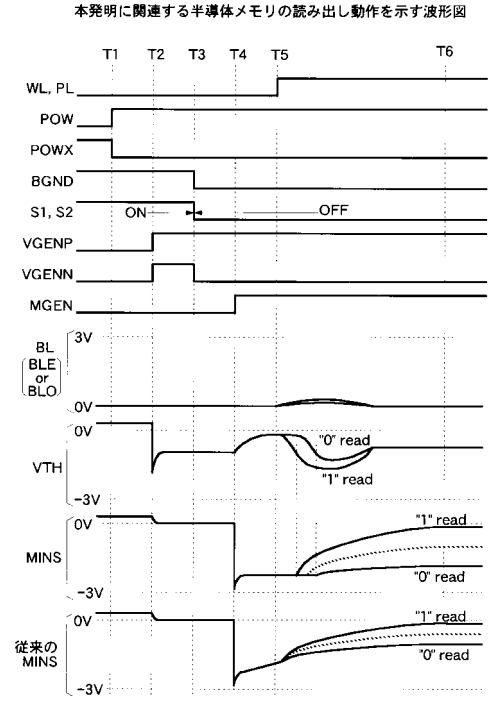 本発明に関連する半導体メモリの読み出し動作を示す波形図
T1 T2 T3 T4 T5 T6
WL, PL
POW
POWX
BGND
S1, S2 ON OFF
VGENP
VGENN
MGEN
3V
BL
BLE
or
BLO
0V
0V
"0" read
VTH
"1" read
-3V
0V
"1" read
MINS
"0" read
-3V
0V
"1" read
従来の
MINS
"0" read
-3V